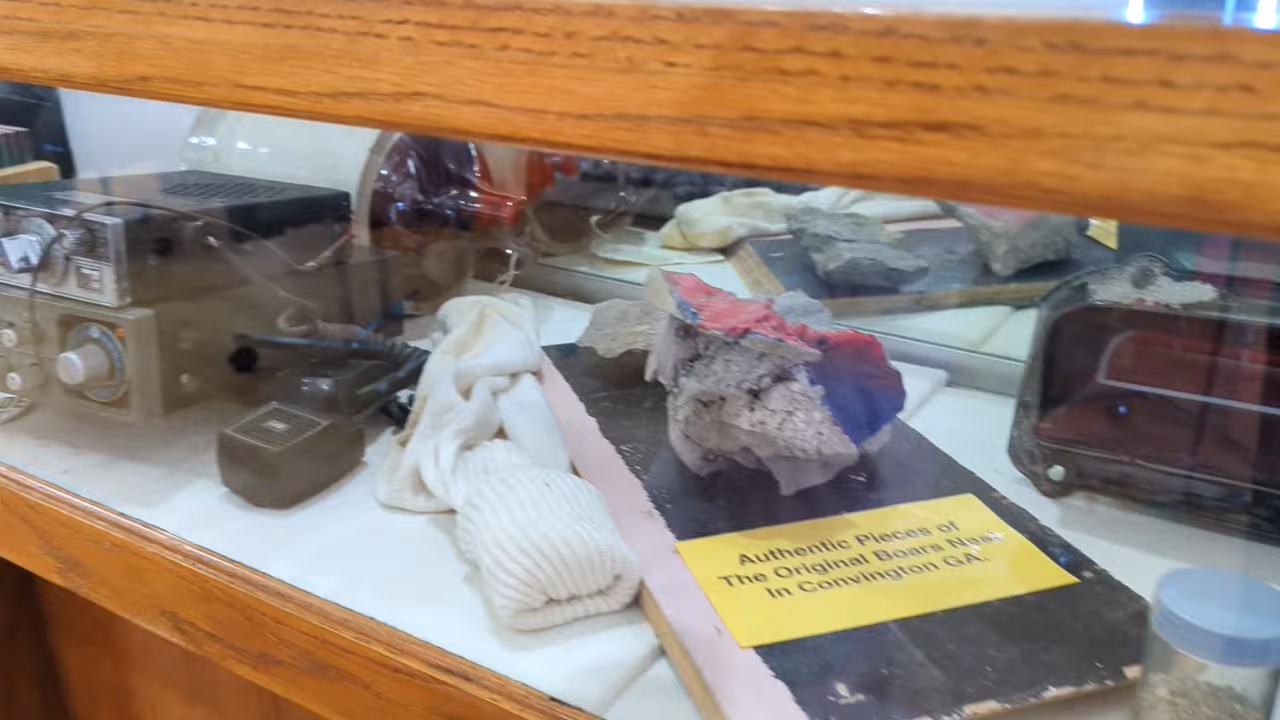 Authentic Pieces of
The Original Boars Nest
In Convington GA.